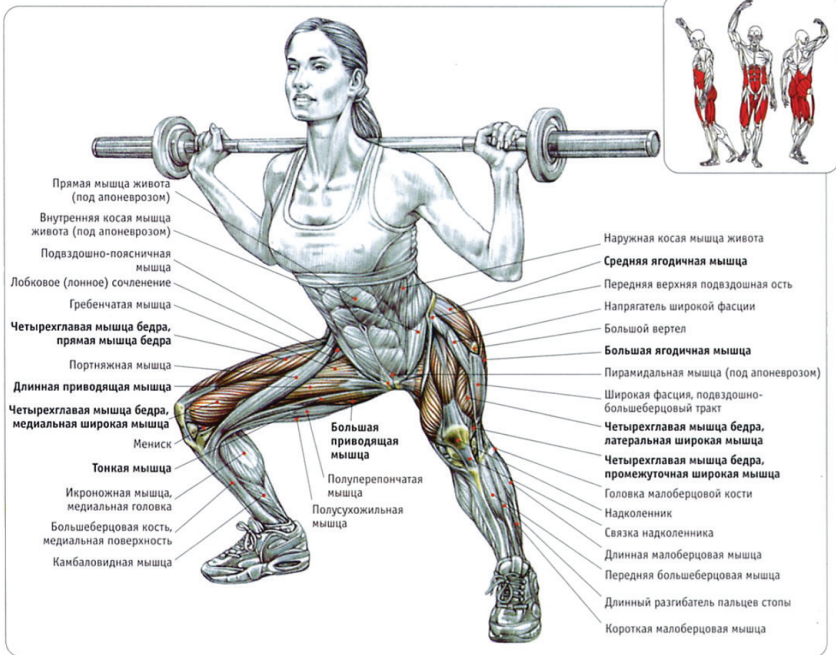 Прямая мышца живота
(под апоневрозом)
Внутренняя косая мышца
живота (под апоневрозом)
Подвздошно-поясничная
мышца
Лобковое (лонное) сочленение
Гребенчатая мышца
Четырехглавая мышца бедра,
прямая мышца бедра
Портняжная мышца
Длинная приводящая мышца
Четырехглавая мышца бедра,
медиальная широкая мышца
Мениск
Тонкая мышца
Икроножная мышца,
медиальная головка
Большеберцовая кость,
медиальная поверхность
Камбаловидная мышца
Большая
приводящая
мышца
Полуперепончатая
мышца
Полусухожильная
мышца
Наружная косая мышца живота
Средняя ягодичная мышца
Передняя верхняя подвздошная ость
Напрягатель широкой фасции
Большой вертел
Большая ягодичная мышца
Пирамидальная мышца (под апоневрозом)
Широкая фасция, подвздошно-
большеберцовый тракт
Четырехглавая мышца бедра,
латеральная широкая мышца
Четырехглавая мышца бедра,
промежуточная широкая мышца
Головка малоберцовой кости
Надколенник
Связка надколенника
Длинная малоберцовая мышца
Передняя большеберцовая мышца
Длинный разгибатель пальцев стопы
Короткая малоберцовая мышца